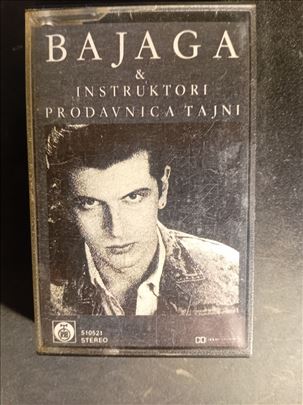 BAJAGA
&
INSTRUKTORI
PRODAVNICA TAJNI
510521
STEREO